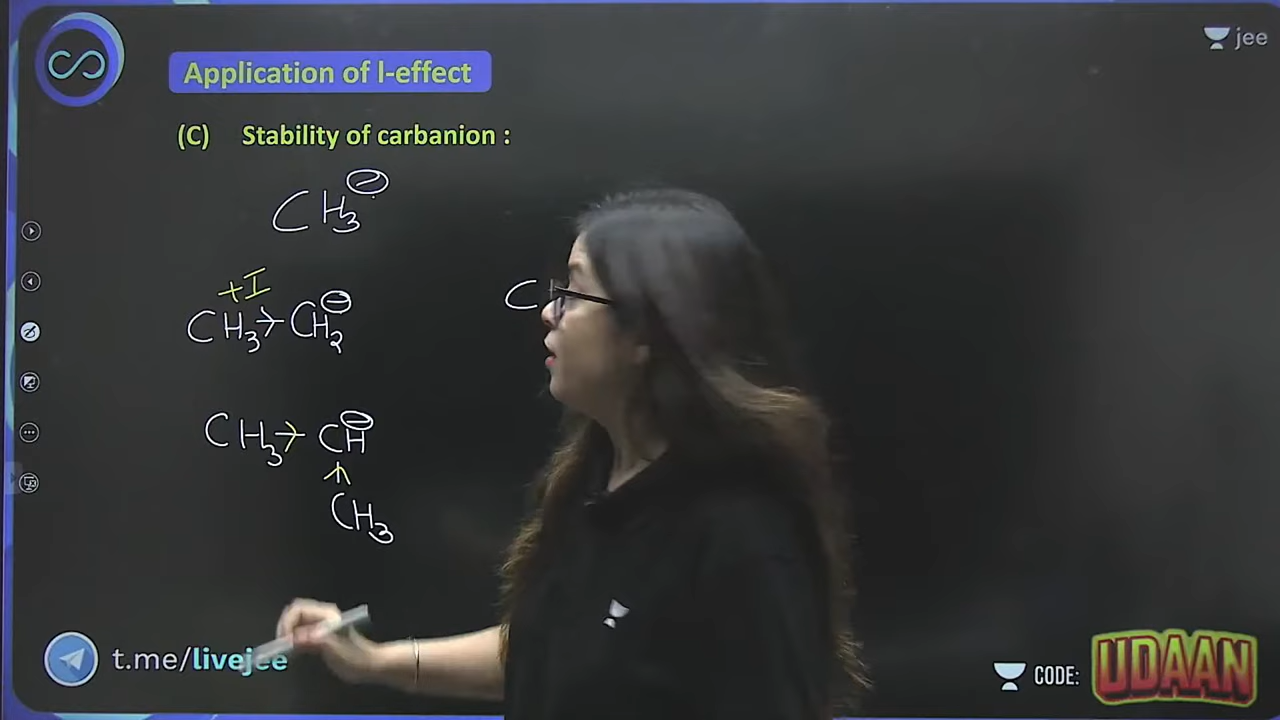 jee
Application of I-effect
(C) Stability of carbanion :
CH3⊖
+I
CH3→CH2⊖ C
CH3→CH⊖
↑
CH3
t.me/livejee
CODE: UDAAN